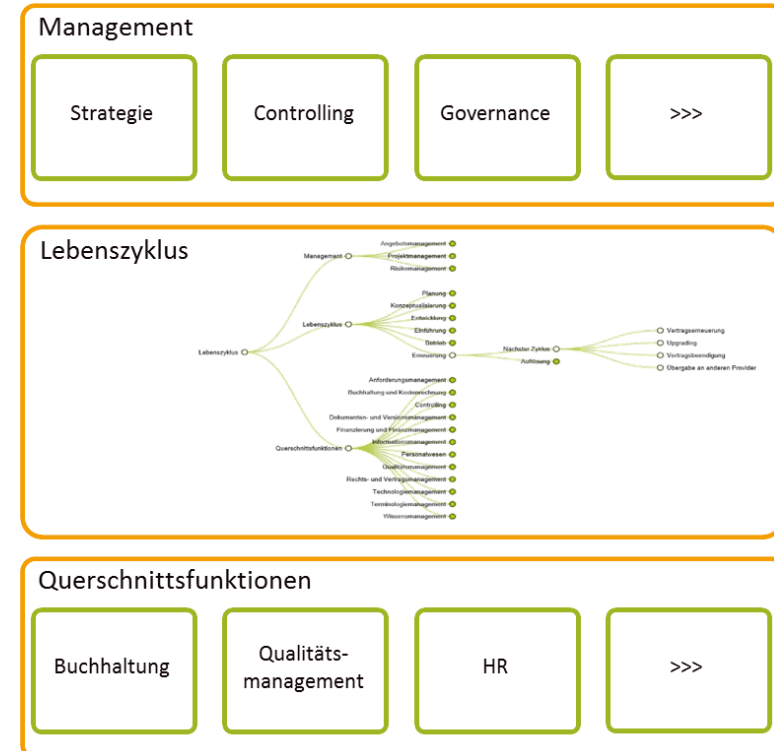 Management
Strategie
Controlling
Governance
>>>
Lebenszyklus
Lebenszyklus
Management
Angebotsmanagement
Projektmanagement
Risikomanagement
Lebenszyklus
Planung
Konzeptualisierung
Entwicklung
Einführung
Betrieb
Erneuerung
Nächster Zyklus
Vertragserneuerung
Upgrading
Vertragsbeendigung
Übergabe an anderen Provider
Auflösung
Querschnittsfunktionen
Anforderungsmanagement
Buchhaltung und Kostenrechnung
Controlling
Dokumenten- und Versionsmanagement
Finanzierung und Finanzmanagement
Informationsmanagement
Personalwesen
Qualitätsmanagement
Rechts- und Vertragsmanagement
Technologiemanagement
Terminologiemanagement
Wissensmanagement
Querschnittsfunktionen
Buchhaltung
Qualitäts-
management
HR
>>>